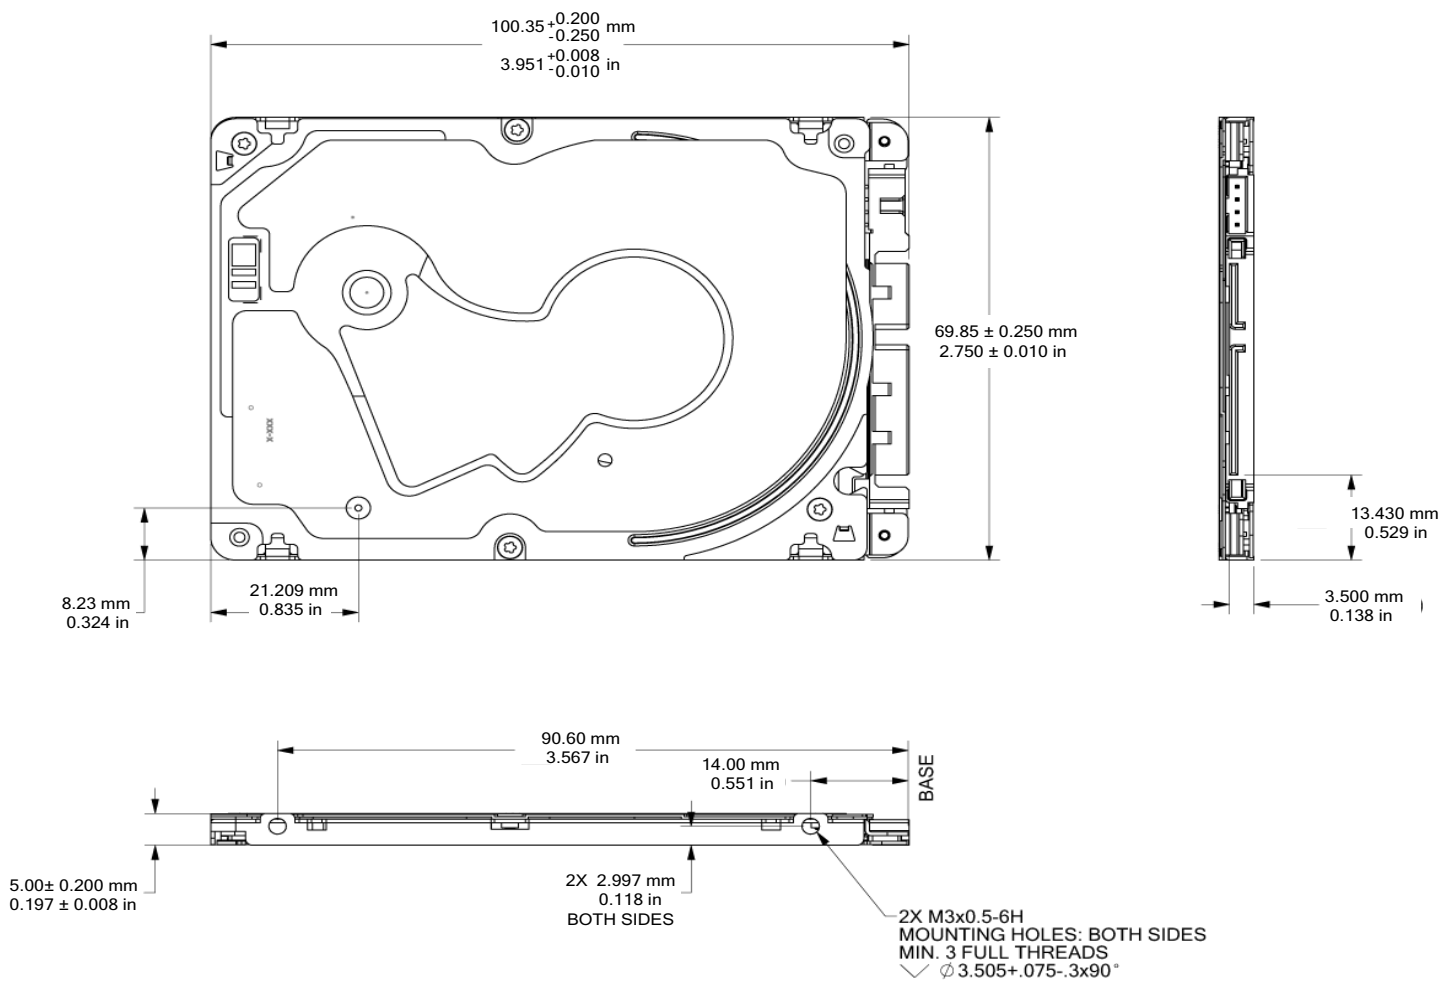 100.35 +0.200 -0.250 mm
3.951 +0.008 -0.010 in
69.85 ± 0.250 mm
2.750 ± 0.010 in
X-XXX
13.430 mm
0.529 in
21.209 mm
0.835 in
8.23 mm
0.324 in
3.500 mm
0.138 in )
90.60 mm
3.567 in
14.00 mm
0.551 in
BASE
5.00± 0.200 mm
0.197 ± 0.008 in
2X 2.997 mm
0.118 in
BOTH SIDES
2X M3x0.5-6H
MOUNTING HOLES: BOTH SIDES
MIN. 3 FULL THREADS
⌵ ∅3.505+.075-.3x90°